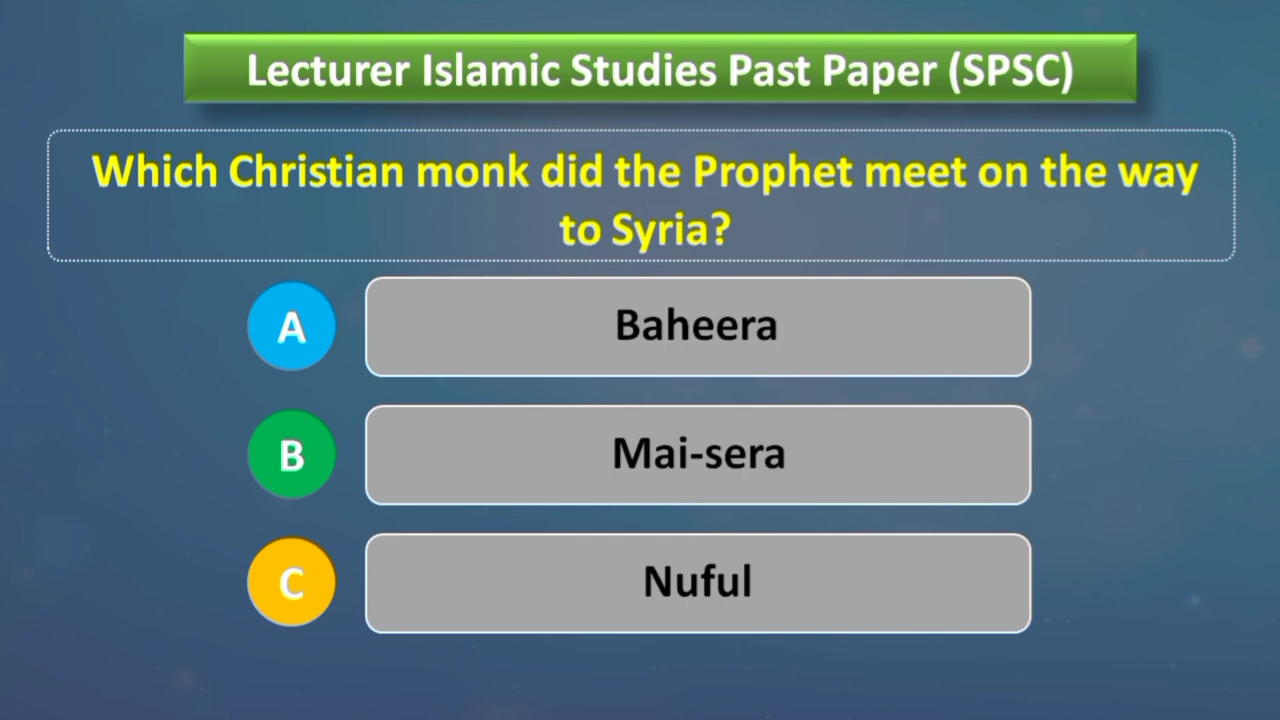 Lecturer Islamic Studies Past Paper (SPSC)
Which Christian monk did the Prophet meet on the way
to Syria?
A
Baheera
B
Mai-sera
C
Nuful